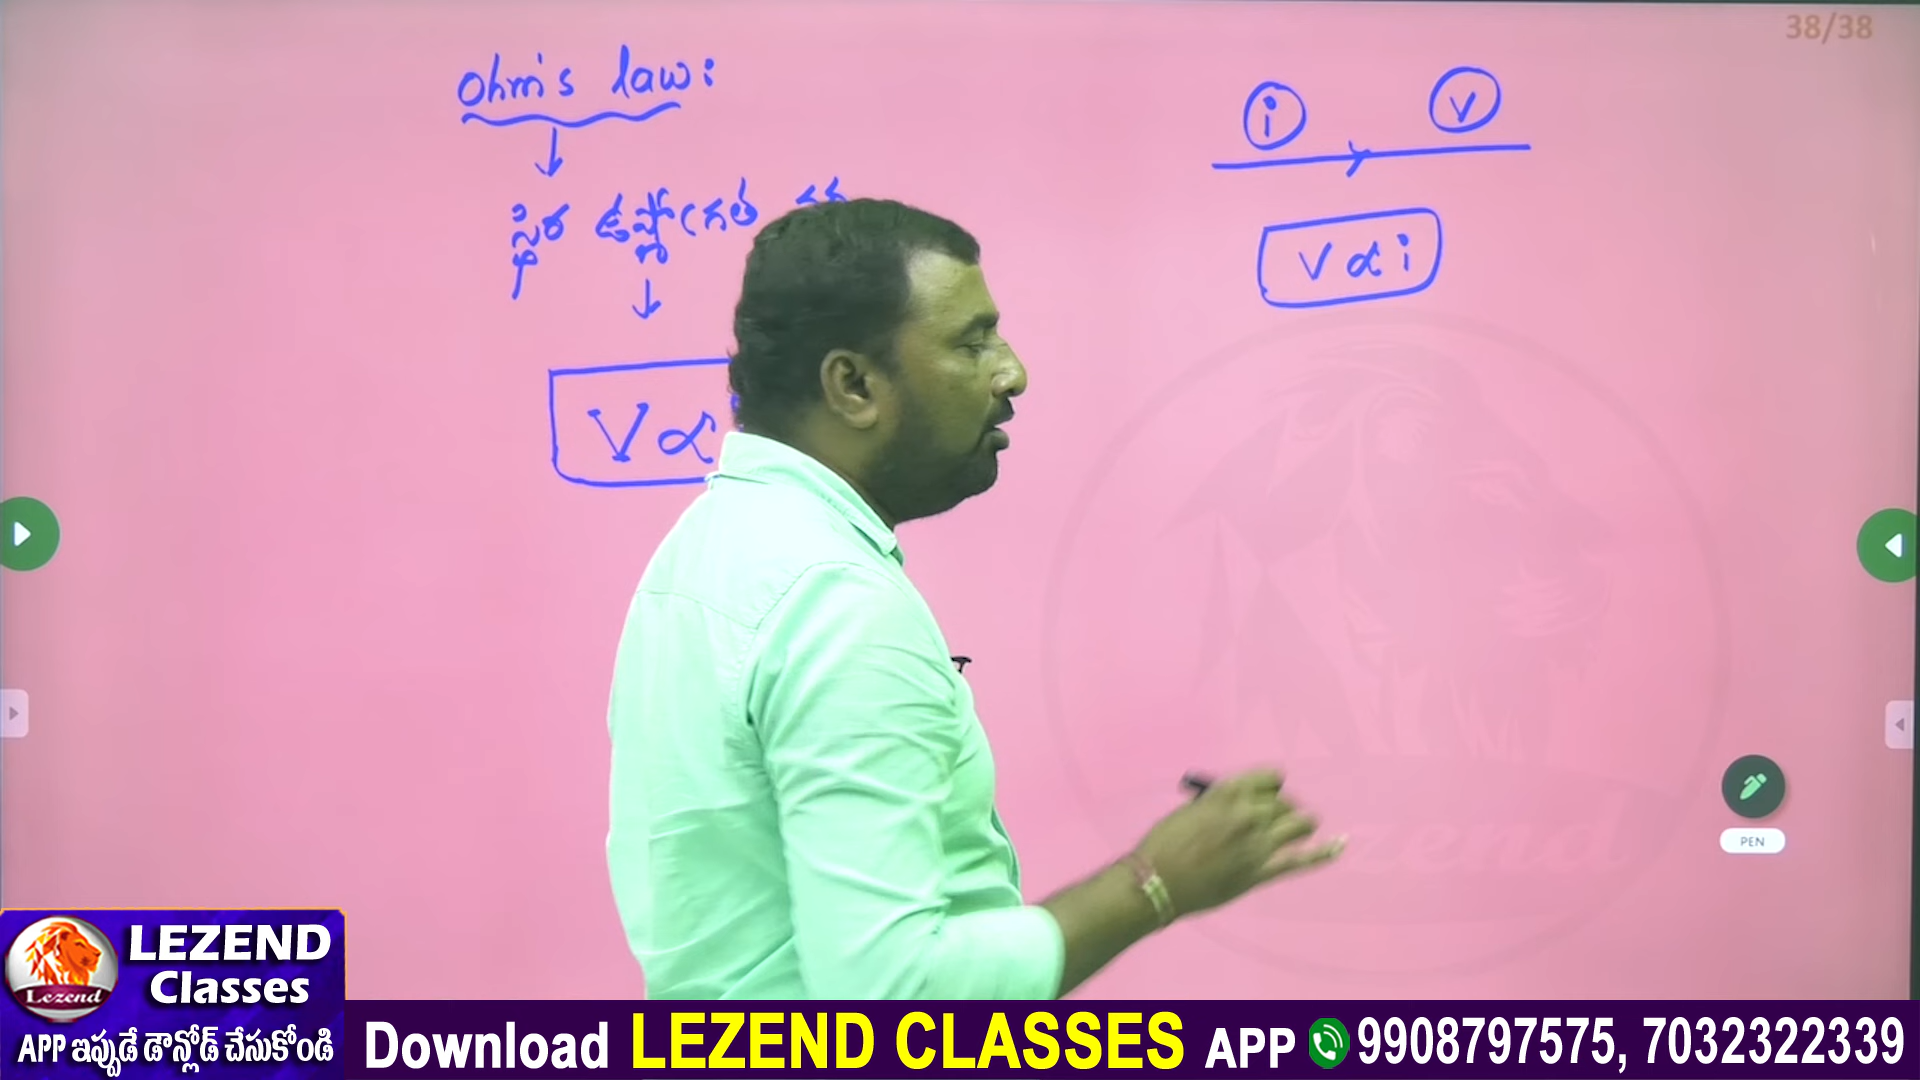 38/38
Ohm's law:
i V
స్థిర ఉష్ణోగ్రత
V ∝ i
V ∝
PEN
LEZEND
Classes
Lezend
APP ఇప్పుడే డౌన్లోడ్ చేసుకోండి
Download LEZEND CLASSES APP 9908797575, 7032322339